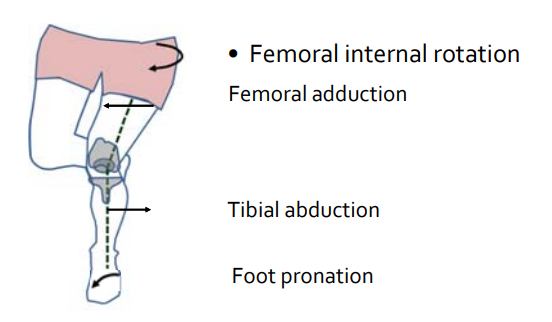 • Femoral internal rotation
Femoral adduction
Tibial abduction
Foot pronation